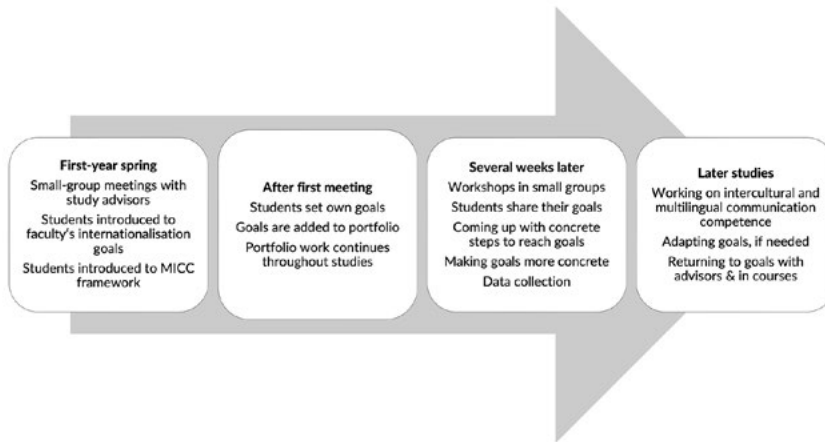 First-year spring
Small-group meetings with
study advisors
Students introduced to
faculty's internationalisation
goals
Students introduced to MICC
framework
After first meeting
Students set own goals
Goals are added to portfolio
Portfolio work continues
throughout studies
Several weeks later
Workshops in small groups
Students share their goals
Coming up with concrete
steps to reach goals
Making goals more concrete
Data collection
Later studies
Working on intercultural and
multilingual communication
competence
Adapting goals, if needed
Returning to goals with
advisors & in courses